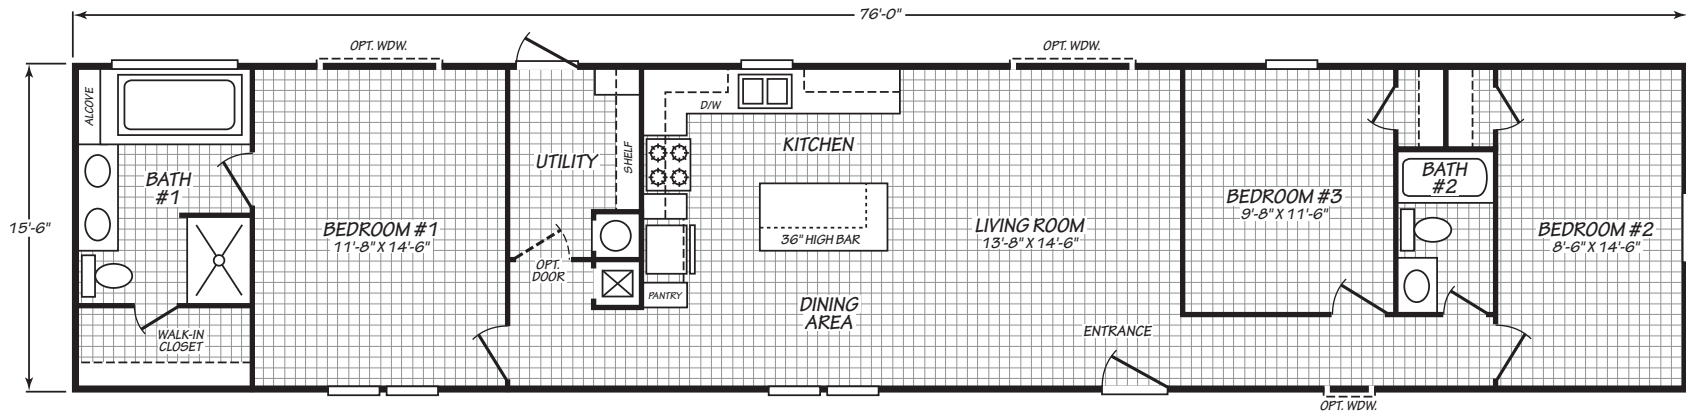 76'-0"
OPT. WDW.
OPT. WDW.
ALCOVE
D/W
KITCHEN
UTILITY
SHELF
BATH
#1
BATH
#2
BEDROOM #3
9'-8" X 11'-6"
15'-6"
BEDROOM #1
11'-8" X 14'-6"
LIVING ROOM
13'-8" X 14'-6"
BEDROOM #2
8'-6" X 14'-6"
36" HIGH BAR
OPT.
DOOR
PANTRY
DINING
AREA
WALK-IN
CLOSET
ENTRANCE
OPT. WDW.